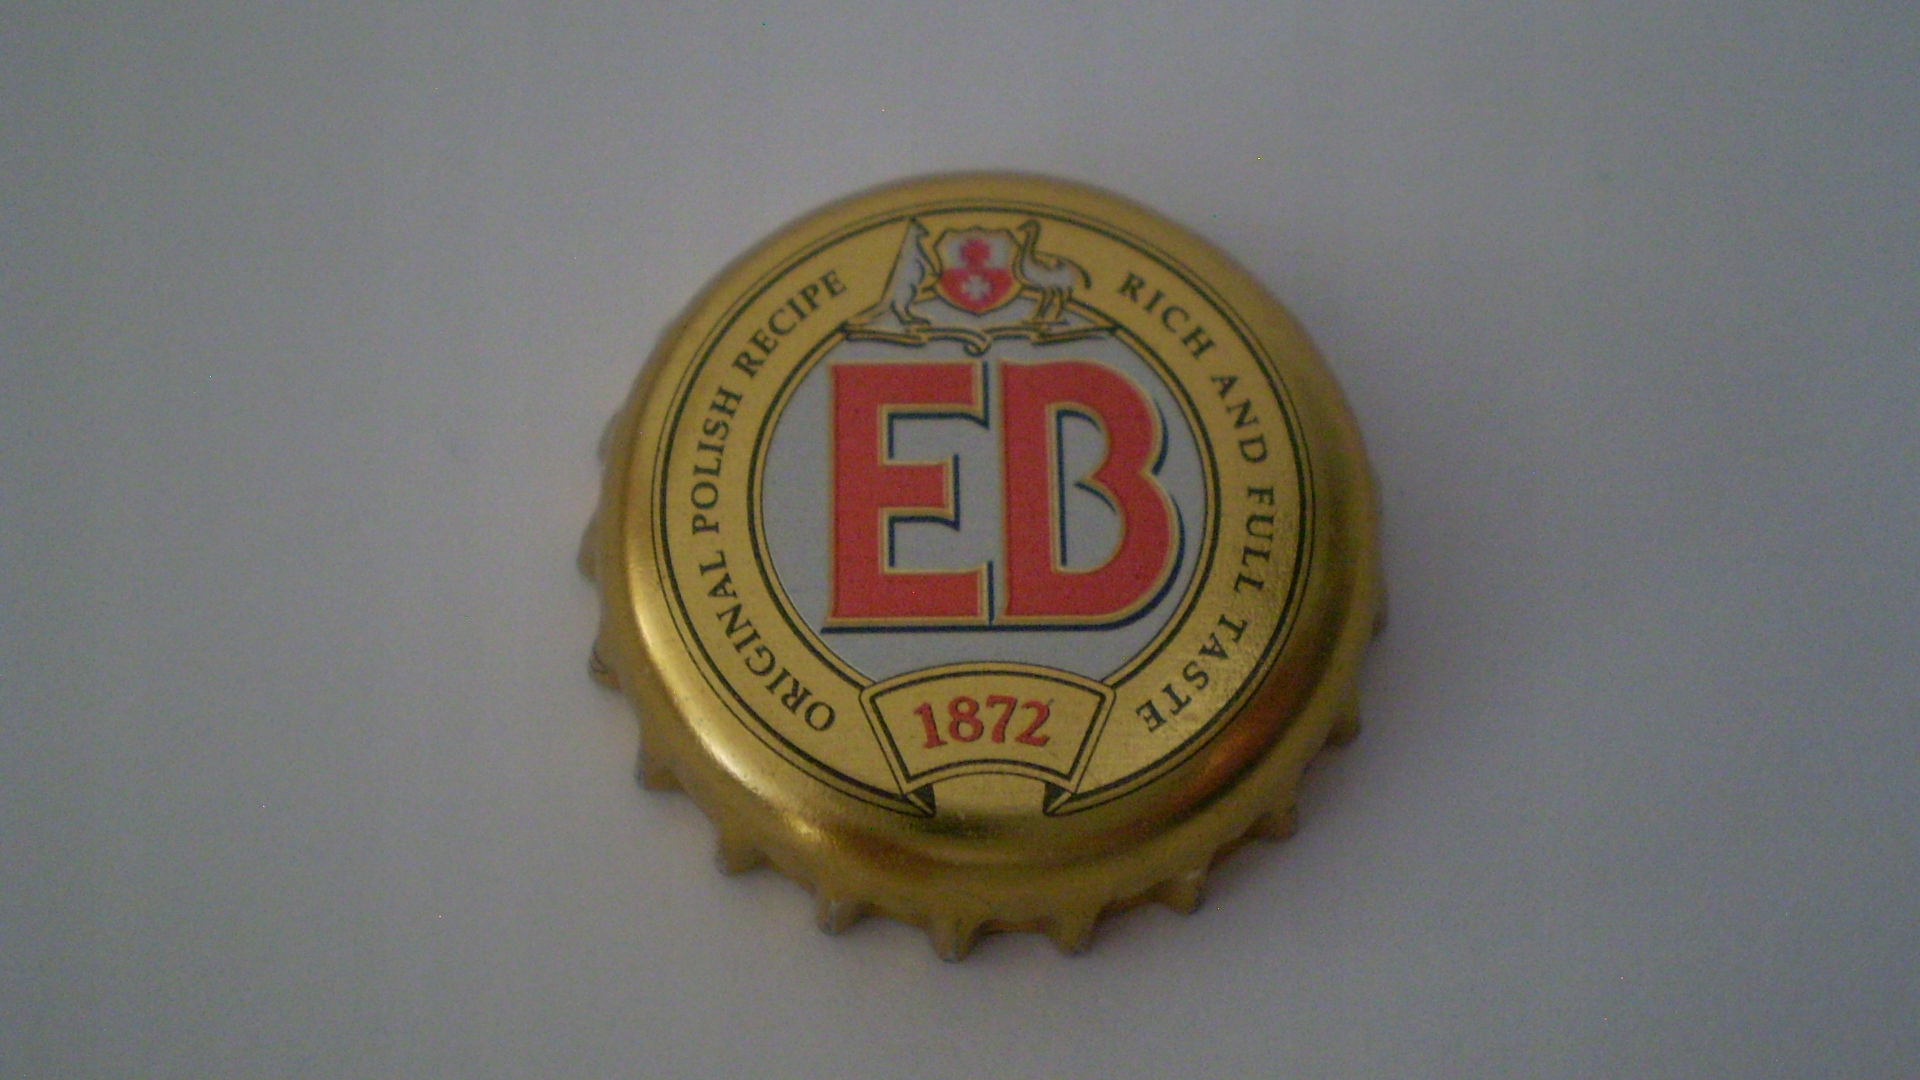 ORIGINAL POLISH RECIPE
RICH AND FULL TASTE
EB
1872